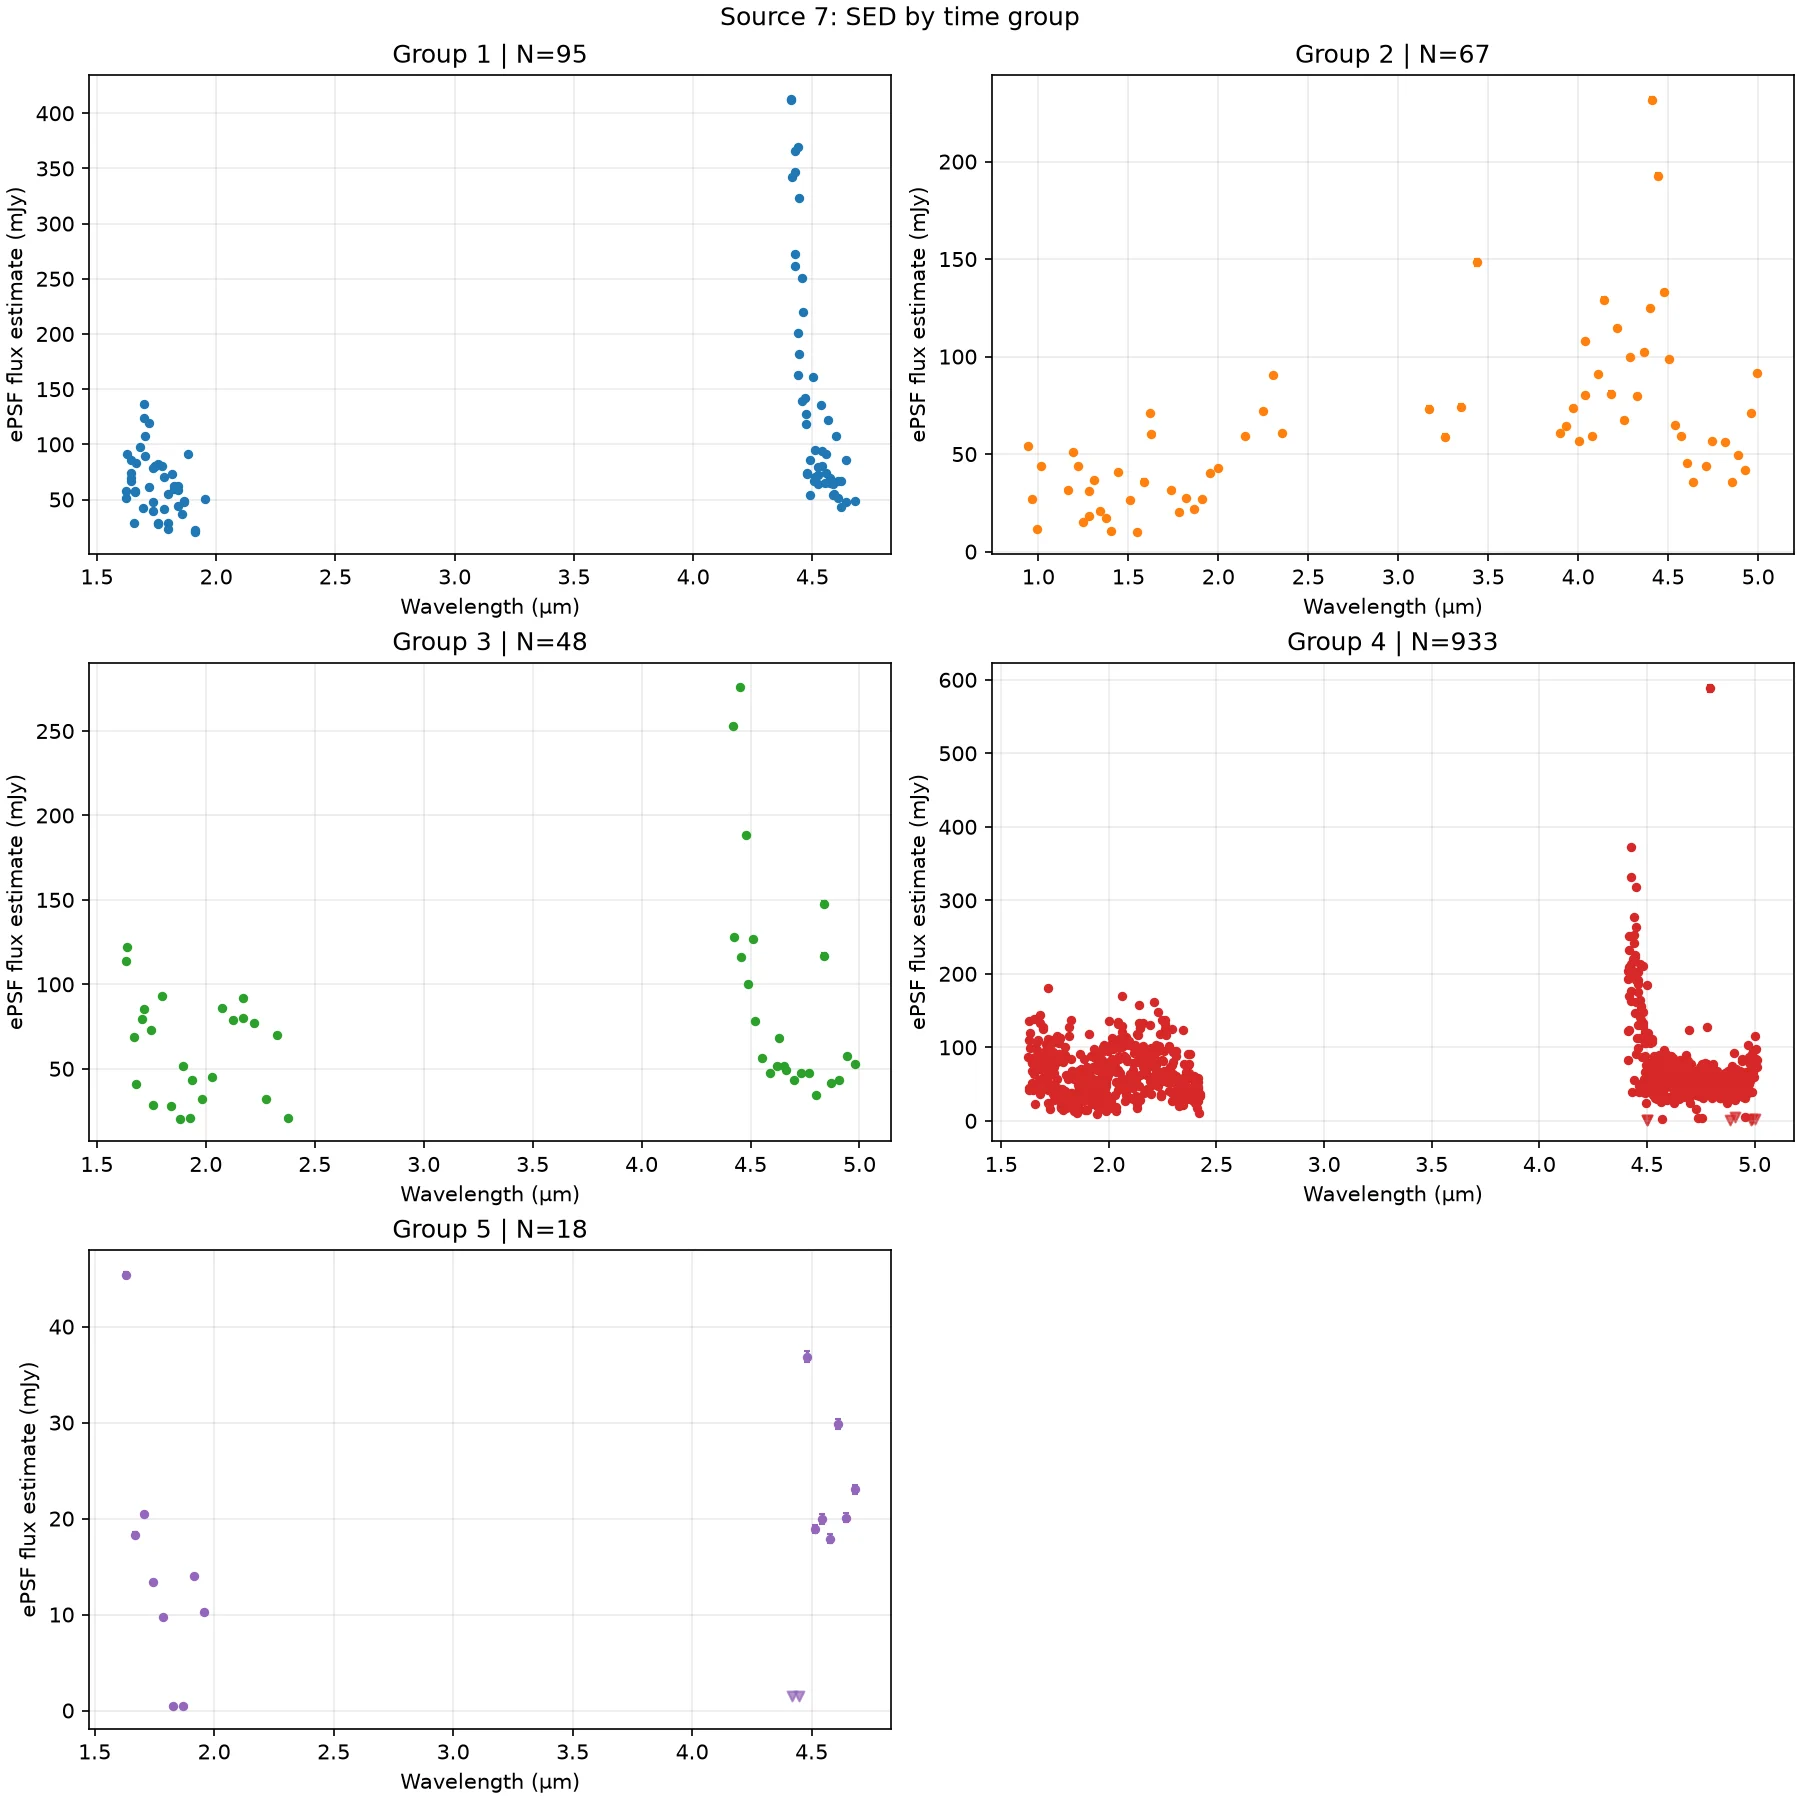 Source 7: SED by time group
Group 1 | N=95
400
350
300
250
200
150
100
50
ePSF flux estimate (mJy)
1.5 2.0 2.5 3.0 3.5 4.0 4.5
Wavelength (μm)
Group 2 | N=67
200
150
100
50
0
ePSF flux estimate (mJy)
1.0 1.5 2.0 2.5 3.0 3.5 4.0 4.5 5.0
Wavelength (μm)
Group 3 | N=48
250
200
150
100
50
ePSF flux estimate (mJy)
1.5 2.0 2.5 3.0 3.5 4.0 4.5 5.0
Wavelength (μm)
Group 4 | N=933
600
500
400
300
200
100
0
ePSF flux estimate (mJy)
1.5 2.0 2.5 3.0 3.5 4.0 4.5 5.0
Wavelength (μm)
Group 5 | N=18
40
30
20
10
0
ePSF flux estimate (mJy)
1.5 2.0 2.5 3.0 3.5 4.0 4.5
Wavelength (μm)